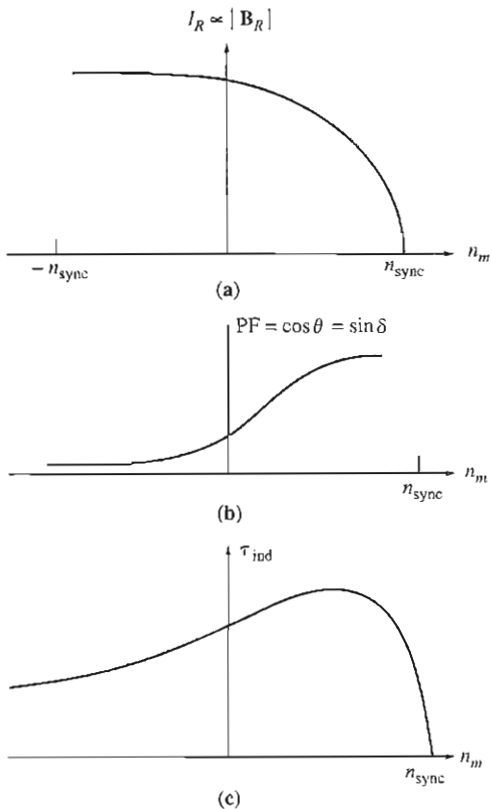 I_R ∝ | B_R |
− n_sync
n_sync
n_m
(a)
PF = cos θ = sin δ
n_sync
n_m
(b)
τ_ind
n_sync
n_m
(c)